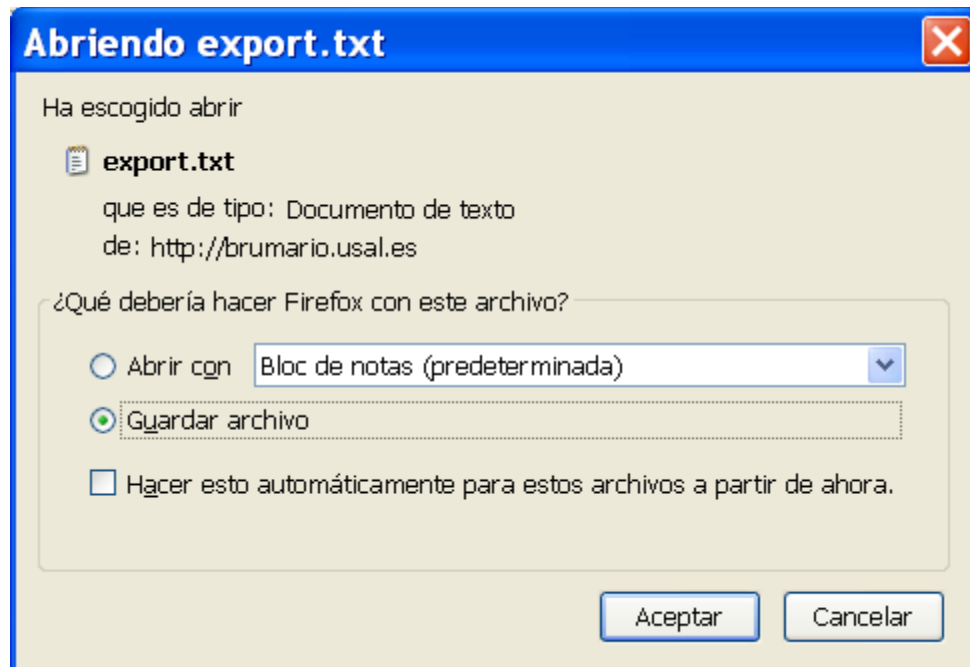 Abriendo export.txt
Ha escogido abrir
export.txt
que es de tipo: Documento de texto
de: http://brumario.usal.es
¿Qué debería hacer Firefox con este archivo?
Abrir con Bloc de notas (predeterminada)
Guardar archivo
Hacer esto automáticamente para estos archivos a partir de ahora.
Aceptar Cancelar